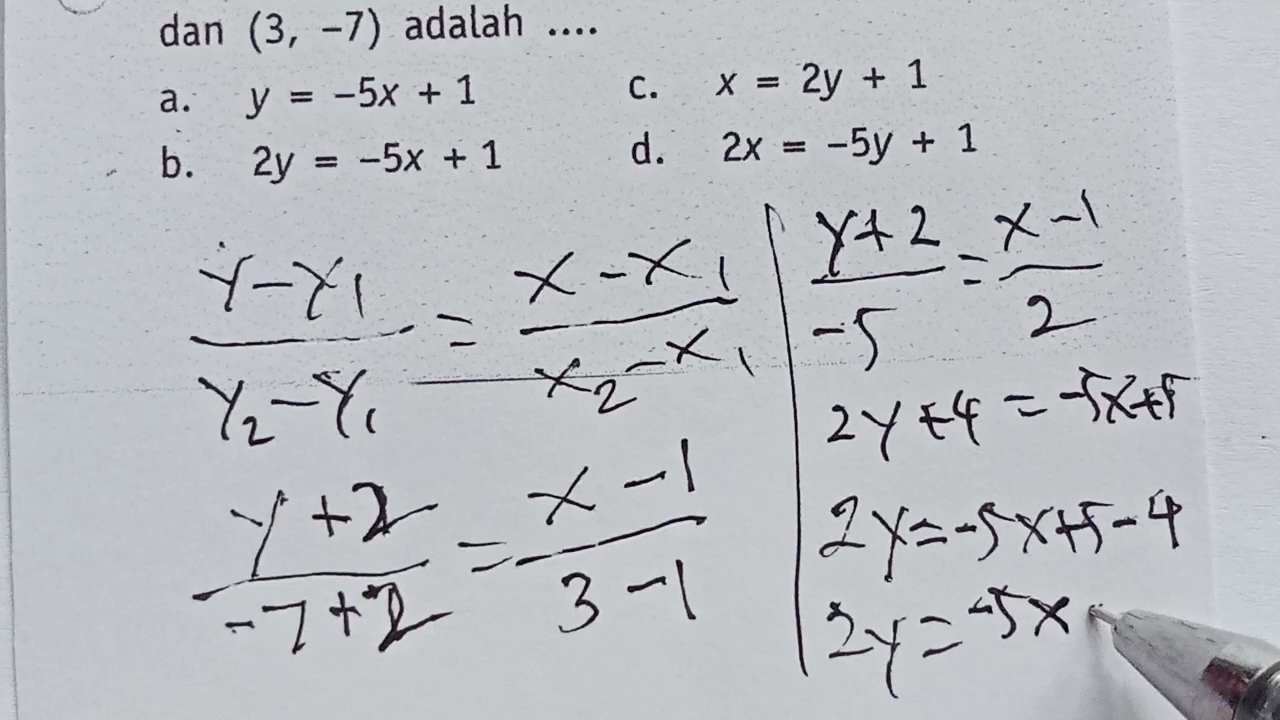 dan (3, −7) adalah ....
a. y = −5x + 1 c. x = 2y + 1
b. 2y = −5x + 1 d. 2x = −5y + 1
y−y1 / y2−y1 = x−x1 / x2−x1
y+2 / −7+2 = x−1 / 3−1
y+2 / −5 = x−1 / 2
2y+4 = −5x+5
2y=−5x+5−4
2y=−5x